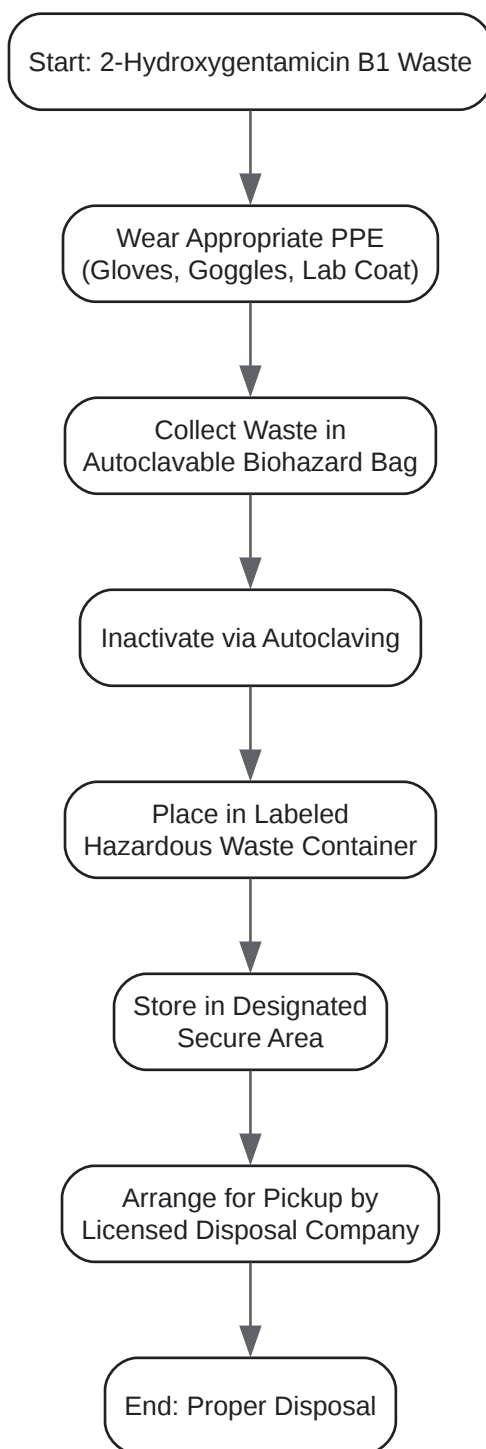 Start: 2-Hydroxygentamicin B1 Waste
Wear Appropriate PPE
(Gloves, Goggles, Lab Coat)
Collect Waste in
Autoclavable Biohazard Bag
Inactivate via Autoclaving
Place in Labeled
Hazardous Waste Container
Store in Designated
Secure Area
Arrange for Pickup by
Licensed Disposal Company
End: Proper Disposal